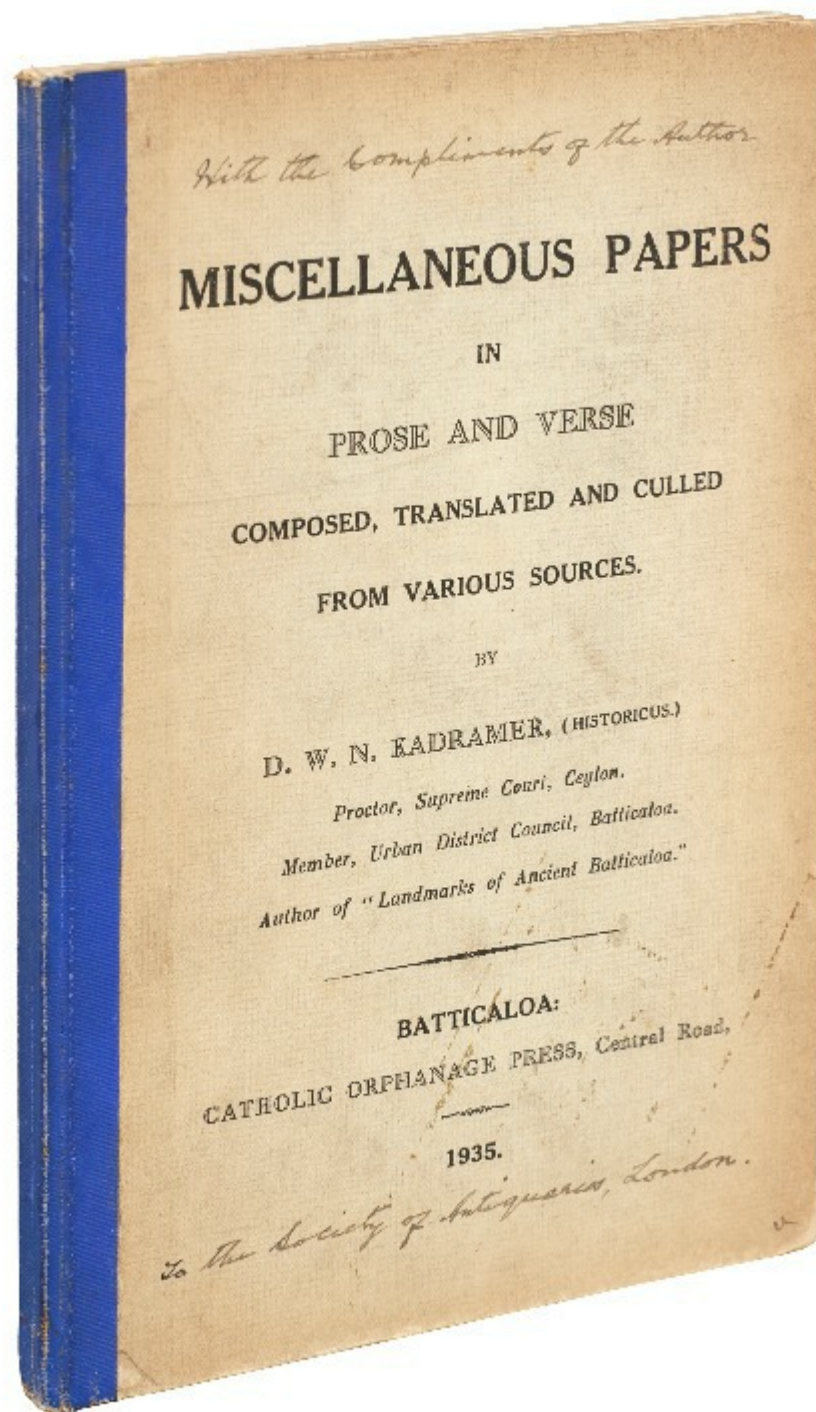 With the Compliments of the Author
MISCELLANEOUS PAPERS
IN
PROSE AND VERSE
COMPOSED, TRANSLATED AND CULLED
FROM VARIOUS SOURCES.
BY
D. W. N. KADRAMER, (HISTORICUS.)
Proctor, Supreme Court, Ceylon.
Member, Urban District Council, Batticaloa.
Author of "Landmarks of Ancient Batticaloa."
BATTICALOA:
CATHOLIC ORPHANAGE PRESS, Central Road,
1935.
To the Society of Antiquaries, London.